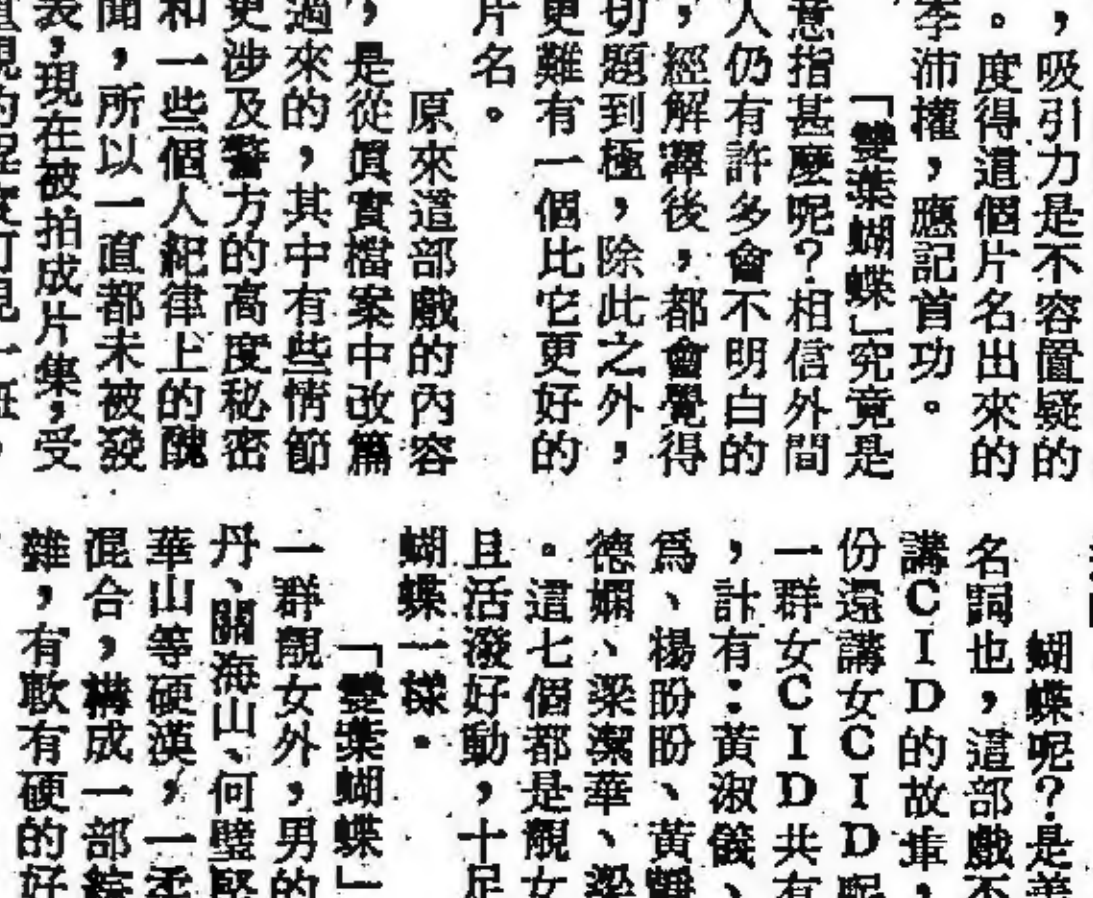 ，吸引力是不容置疑的
。度得這個片名出來的
李沛權，應記首功。
「雙葉蝴蝶」究竟是
意指甚麼呢？相信外間
人仍有許多會不明白的
，經解釋後，都會覺得
切題到極，除此之外，
更難有一個比它更好的
片名。
原來這部戲的內容
，是從眞實檔案中改篇
過來的，其中有些情節
更涉及警方的高度秘密
和一些個人紀律上的醜
聞，所以一直都未被發
表，現在被拍成片集，受
蝴蝶呢？是
名詞也，這部戲
講CID的故事，
份還講女CID
一群女CID共有
，計有：黃淑儀、
爲、楊盼盼、黃
德嫻、梁潔華、梁
。這七個都是靚女
且活潑好動，十足
蝴蝶一樣。
「雙葉蝴蝶」
一群靚女外，男的
丹、關海山、何璧堅
華山等硬漢，一柔
混合，構成一部綜
雜，有軟有硬的好